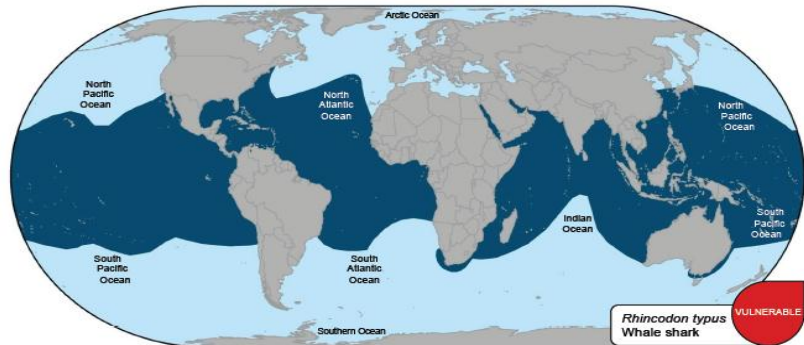 Arctic Ocean
North
Pacific
Ocean
North
Atlantic
Ocean
North
Pacific
Ocean
South
Pacific
Ocean
Indian
Ocean
South
Pacific
Ocean
South
Atlantic
Ocean
Southern Ocean
Rhincodon typus
Whale shark
VULNERABLE